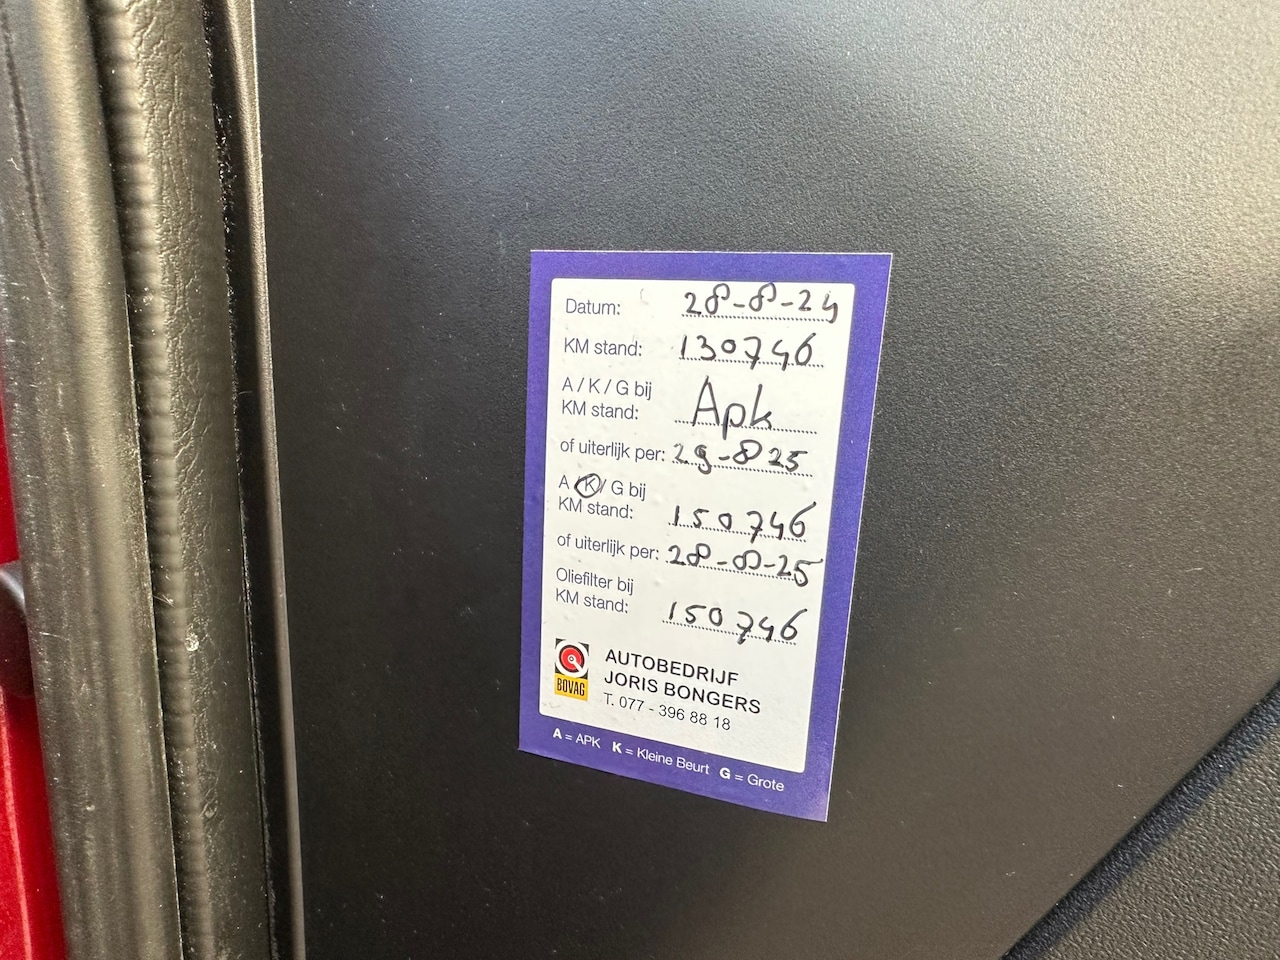 Datum: 28-8-24
KM stand: 130746
A / K / G bij
KM stand: Apk
of uiterlijk per: 29-8 25
A / K / G bij
KM stand: 150746
of uiterlijk per: 28-8-25
Oliefilter bij
KM stand: 150746
BOVAG
AUTOBEDRIJF
JORIS BONGERS
T. 077 - 396 88 18
A = APK K = Kleine Beurt G = Grote